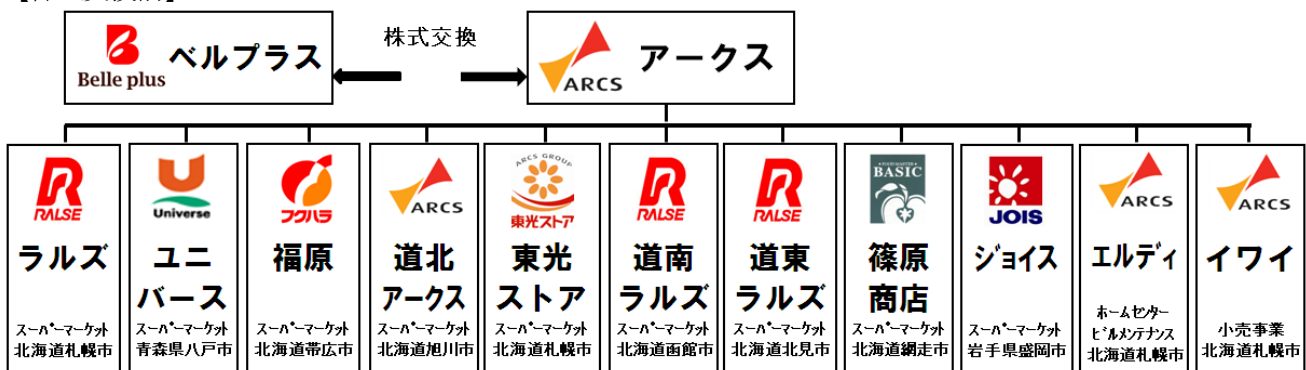 Belle plus
ベルプラス
株式交換
ARCS
アークス
RALSE
ラルズ
スーパーマーケット
北海道札幌市
Universe
ユニ
バース
スーパーマーケット
青森県八戸市
フクハラ
福原
スーパーマーケット
北海道帯広市
ARCS
道北
アークス
スーパーマーケット
北海道旭川市
ARCS GROUP
東光ストア
東光
ストア
スーパーマーケット
北海道札幌市
RALSE
道南
ラルズ
スーパーマーケット
北海道函館市
RALSE
道東
ラルズ
スーパーマーケット
北海道北見市
BASIC
篠原
商店
スーパーマーケット
北海道網走市
JOIS
ジョイス
スーパーマーケット
岩手県盛岡市
ARCS
エルディ
ホームセンター
ビルメンテナンス
北海道札幌市
ARCS
イワイ
小売事業
北海道札幌市